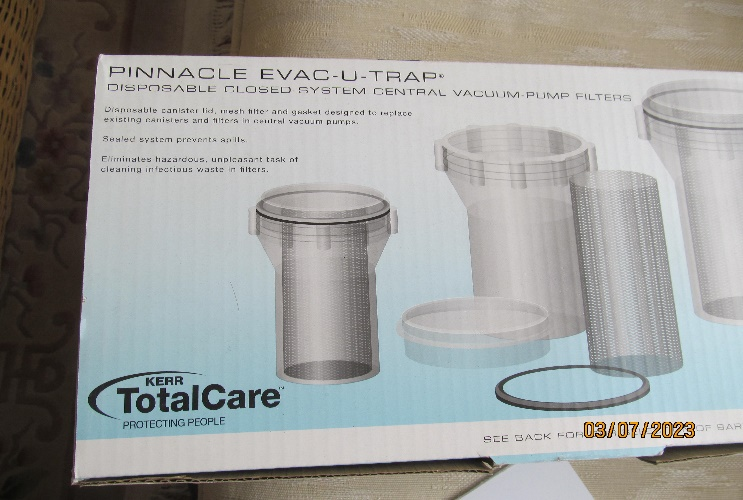 PINNACLE EVAC-U-TRAP®
DISPOSABLE CLOSED SYSTEM CENTRAL VACUUM-PUMP FILTERS
Disposable canister lid, mesh filter and gasket designed to replace
existing canisters and filters in central vacuum pumps.
Sealed system prevents spills.
Eliminates hazardous, unpleasant task of
cleaning infectious waste in filters.
KERR
TotalCare™
PROTECTING PEOPLE
SEE BACK FOR
OF BAR
03/07/2023